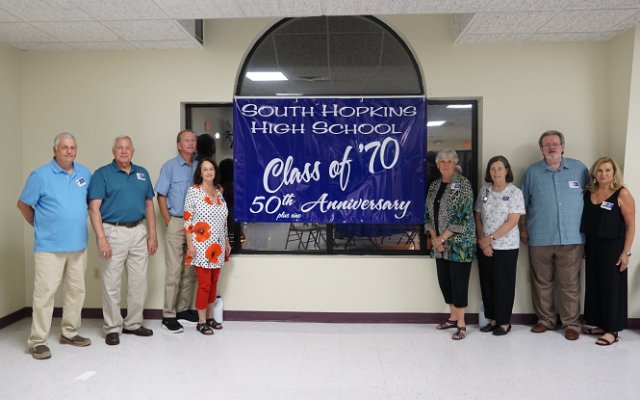 South Hopkins
High School
Class of '70
50th Anniversary
plus one